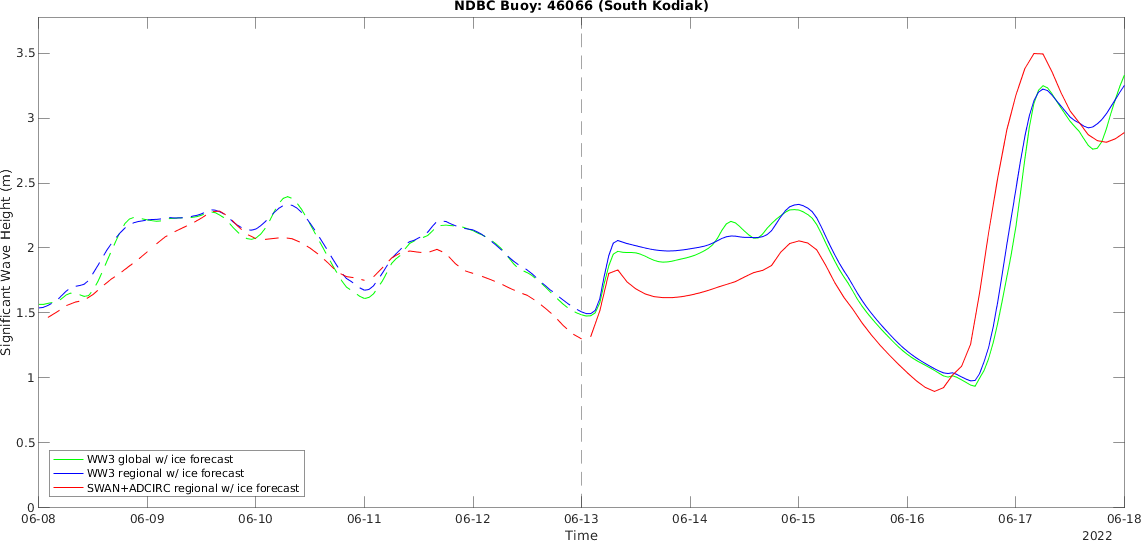 NDBC Buoy: 46066 (South Kodiak)
Significant Wave Height (m)
3.5
3
2.5
2
1.5
1
0.5
0
WW3 global w/ ice forecast
WW3 regional w/ ice forecast
SWAN+ADCIRC regional w/ ice forecast
06-08 06-09 06-10 06-11 06-12 06-13 06-14 06-15 06-16 06-17 06-18
Time
2022